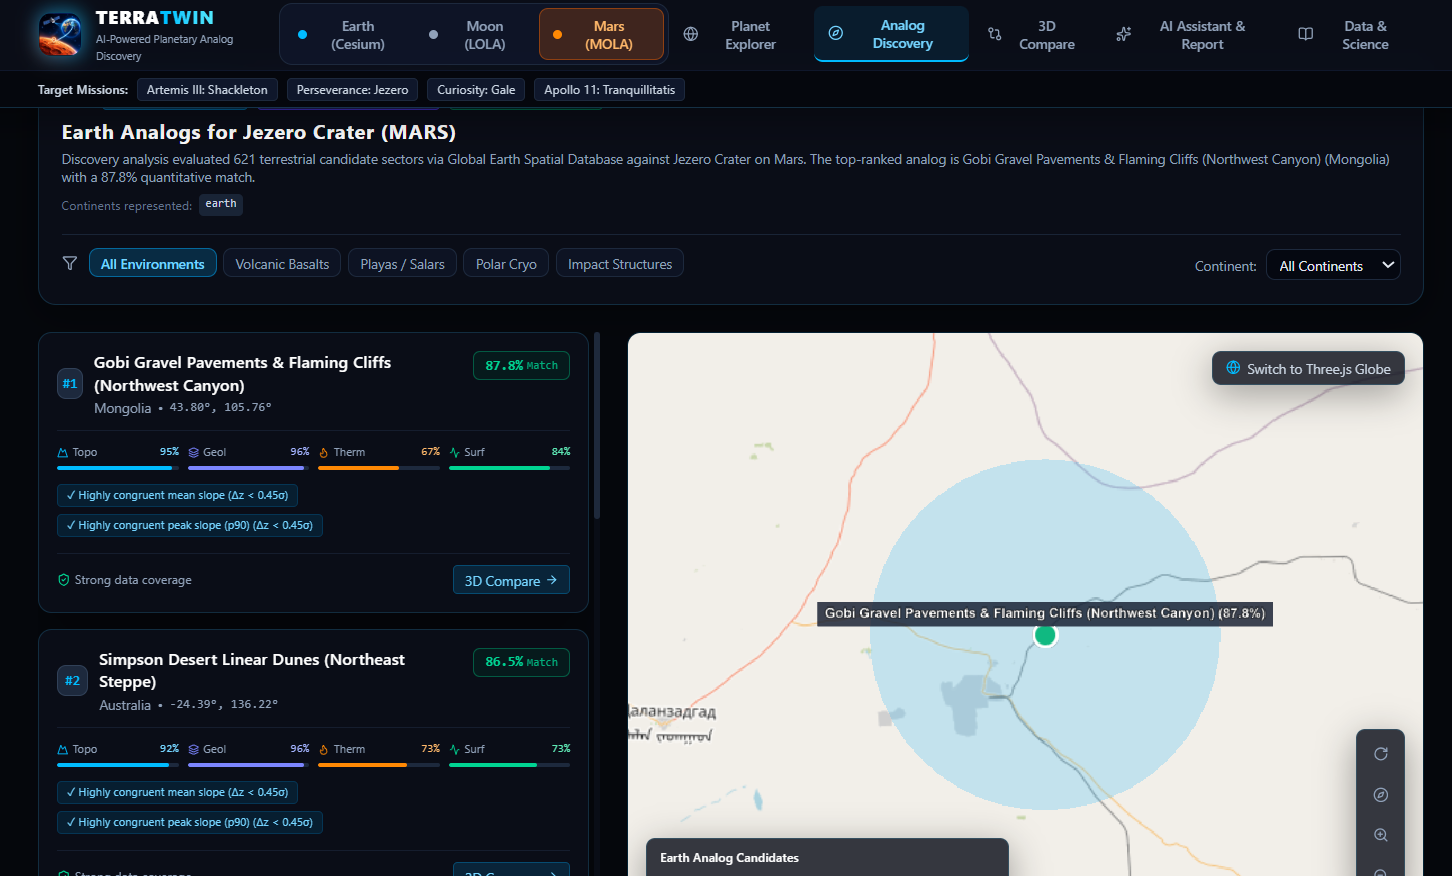 TERRATWIN
AI-Powered Planetary Analog
Discovery
Earth
(Cesium)
Moon
(LOLA)
Mars
(MOLA)
Planet
Explorer
Analog
Discovery
3D
Compare
AI Assistant &
Report
Data &
Science
Target Missions:
Artemis III: Shackleton
Perseverance: Jezero
Curiosity: Gale
Apollo 11: Tranquillitatis
Earth Analogs for Jezero Crater (MARS)
Discovery analysis evaluated 621 terrestrial candidate sectors via Global Earth Spatial Database against Jezero Crater on Mars. The top-ranked analog is Gobi Gravel Pavements & Flaming Cliffs (Northwest Canyon) (Mongolia)
with a 87.8% quantitative match.
Continents represented: earth
All Environments
Volcanic Basalts
Playas / Salars
Polar Cryo
Impact Structures
Continent: All Continents
#1
Gobi Gravel Pavements & Flaming Cliffs
(Northwest Canyon)
Mongolia • 43.80°, 105.76°
87.8% Match
Topo 95%
Geol 96%
Therm 67%
Surf 84%
✓ Highly congruent mean slope (Δz < 0.45σ)
✓ Highly congruent peak slope (p90) (Δz < 0.45σ)
Strong data coverage
3D Compare →
#2
Simpson Desert Linear Dunes (Northeast
Steppe)
Australia • -24.39°, 136.22°
86.5% Match
Topo 92%
Geol 96%
Therm 73%
Surf 73%
✓ Highly congruent mean slope (Δz < 0.45σ)
✓ Highly congruent peak slope (p90) (Δz < 0.45σ)
Strong data coverage
3D Compare
Switch to Three.js Globe
Gobi Gravel Pavements & Flaming Cliffs (Northwest Canyon) (87.8%)
аланзадгад
Earth Analog Candidates